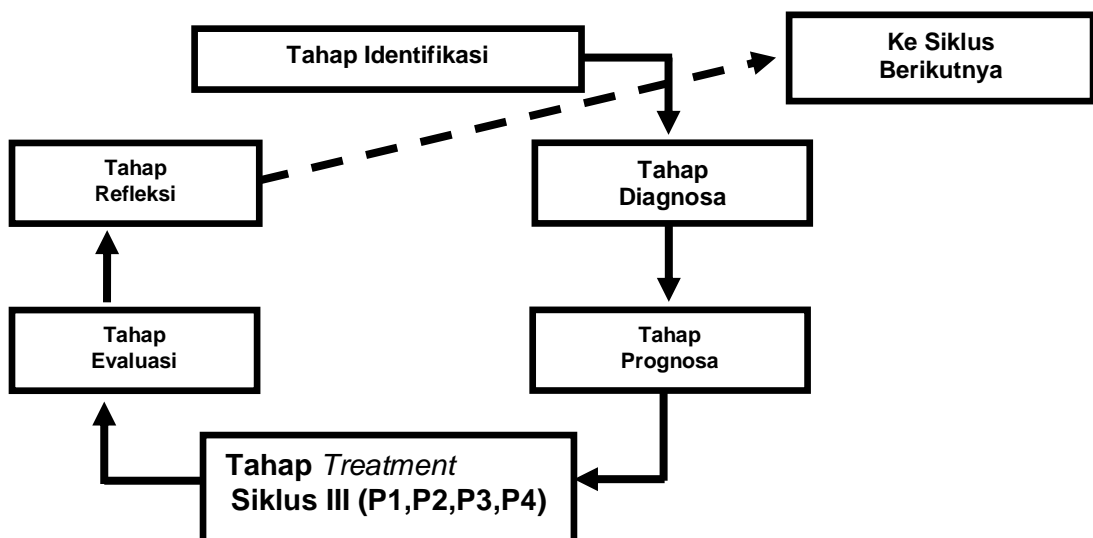 Tahap Identifikasi
Ke Siklus
Berikutnya
Tahap
Refleksi
Tahap
Diagnosa
Tahap
Evaluasi
Tahap
Prognosa
Tahap Treatment
Siklus III (P1,P2,P3,P4)